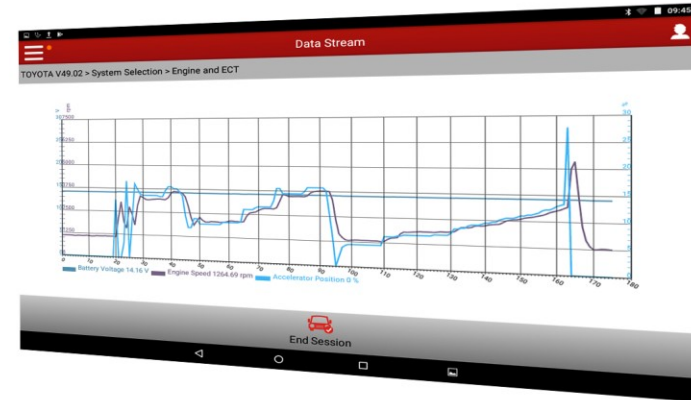 09:45
Data Stream
TOYOTA V49.02 > System Selection > Engine and ECT
rpm
30
25
20
15
10
0 10 20 30 40 50 60 70 80 90 100 110 120 130 140 150 160 170 180
Battery Voltage 14.16 V Engine Speed 1264.69 rpm Accelerator Position 0 %
End Session